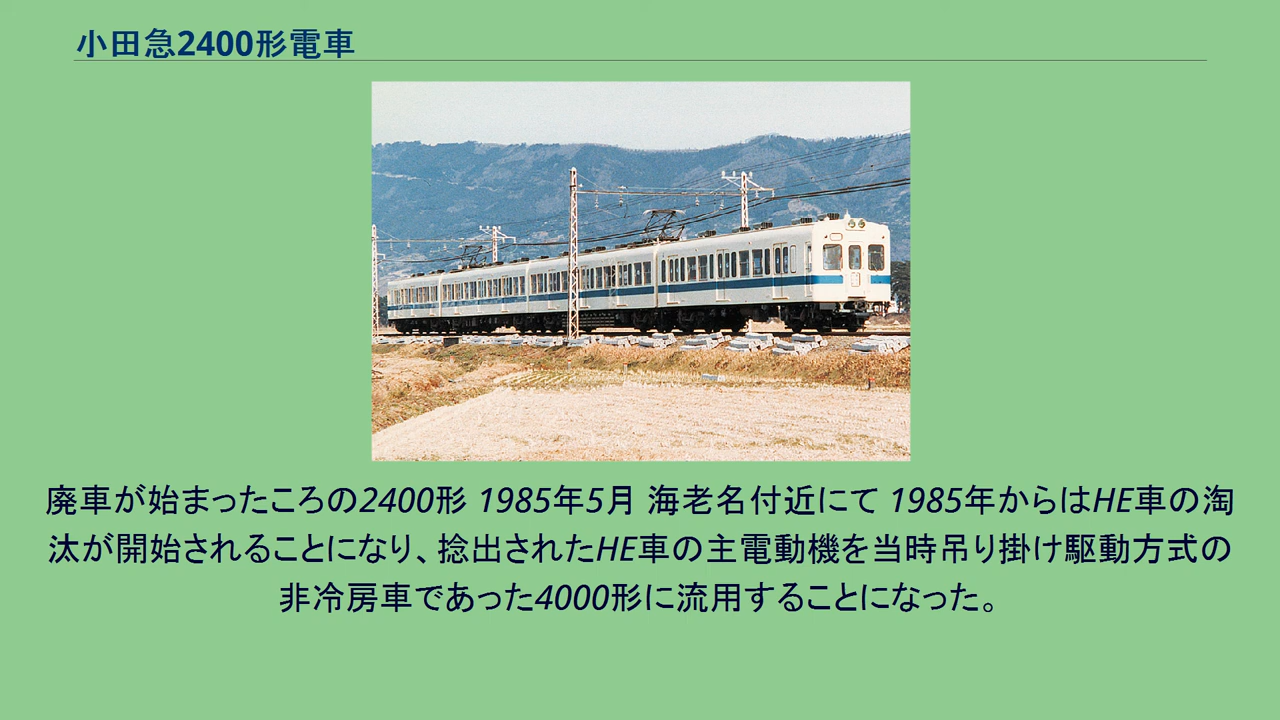 小田急2400形電車
廃車が始まったころの2400形 1985年5月 海老名付近にて 1985年からはHE車の淘
汰が開始されることになり、捻出されたHE車の主電動機を当時吊り掛け駆動方式の
非冷房車であった4000形に流用することになった。